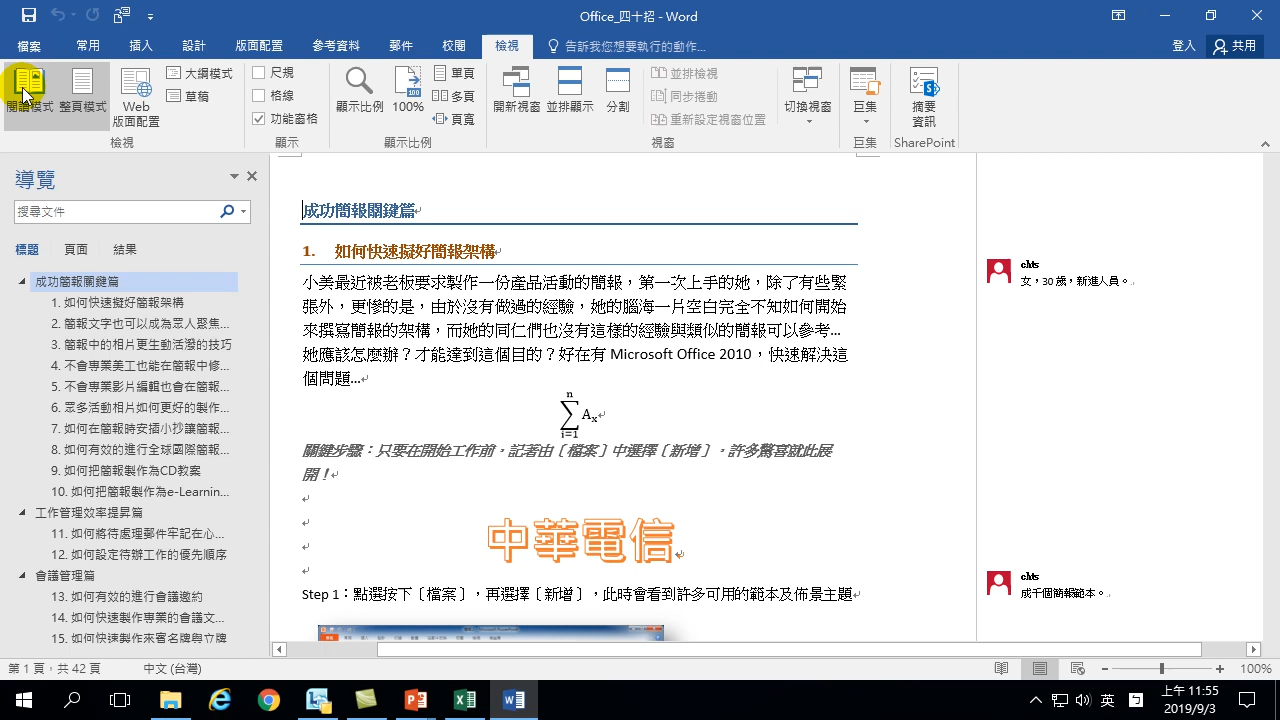 Office_四十招 - Word
檔案 常用 插入 設計 版面配置 參考資料 郵件 校閱 檢視 告訴我您想要執行的動作... 登入 共用
閱讀模式 整頁模式 Web 版面配置 大綱模式 草稿
檢視
尺規 格線 功能窗格
顯示
顯示比例 100% 單頁 多頁 頁寬
顯示比例
開新視窗 並排顯示 分割 並排檢視 同步捲動 重新設定視窗位置 切換視窗
視窗
巨集
巨集
摘要資訊
SharePoint
導覽
搜尋文件
標題 頁面 結果
成功簡報關鍵篇
1. 如何快速擬好簡報架構
2. 簡報文字也可以成為眾人聚焦...
3. 簡報中的相片更生動活潑的技巧
4. 不會專業美工也能在簡報中修...
5. 不會專業影片編輯也會在簡報...
6. 眾多活動相片如何更好的製作...
7. 如何在簡報時安插小抄讓簡報...
8. 如何有效的進行全球國際簡報...
9. 如何把簡報製作為CD教案
10. 如何把簡報製作為e-Learnin...
工作管理效率提昇篇
11. 如何將待處理郵件牢記在心...
12. 如何設定待辦工作的優先順序
會議管理篇
13. 如何有效的進行會議邀約
14. 如何快速製作專業的會議文...
15. 如何快速製作來賓名牌與立牌
成功簡報關鍵篇
1. 如何快速擬好簡報架構
小美最近被老板要求製作一份產品活動的簡報，第一次上手的她，除了有些緊
張外，更慘的是，由於沒有做過的經驗，她的腦海一片空白完全不知如何開始
來撰寫簡報的架構，而她的同仁們也沒有這樣的經驗與類似的簡報可以參考...
她應該怎麼辦？才能達到這個目的？好在有 Microsoft Office 2010，快速解決這
個問題...
n
∑ Aₓ
i=1
關鍵步驟：只要在開始工作前，記著由〔檔案〕中選擇〔新增〕，許多驚喜就此展
開！
中華電信
Step 1：點選按下〔檔案〕，再選擇〔新增〕，此時會看到許多可用的範本及佈景主題
chts
女，30 歲，新進人員。
chts
成千個簡報範本。
第 1 頁，共 42 頁 中文 (台灣) 100%
英
上午 11:55
2019/9/3